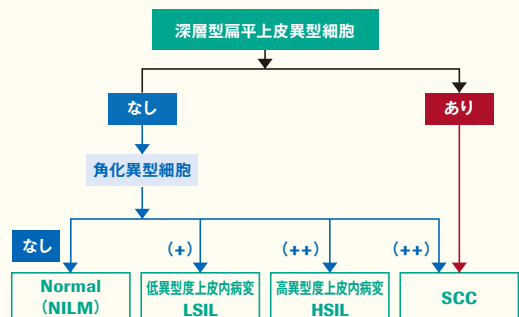 深層型扁平上皮異型細胞
なし
あり
角化異型細胞
なし
(+)
(++)
(++)
Normal
(NILM)
低異型度上皮内病変
LSIL
高異型度上皮内病変
HSIL
SCC